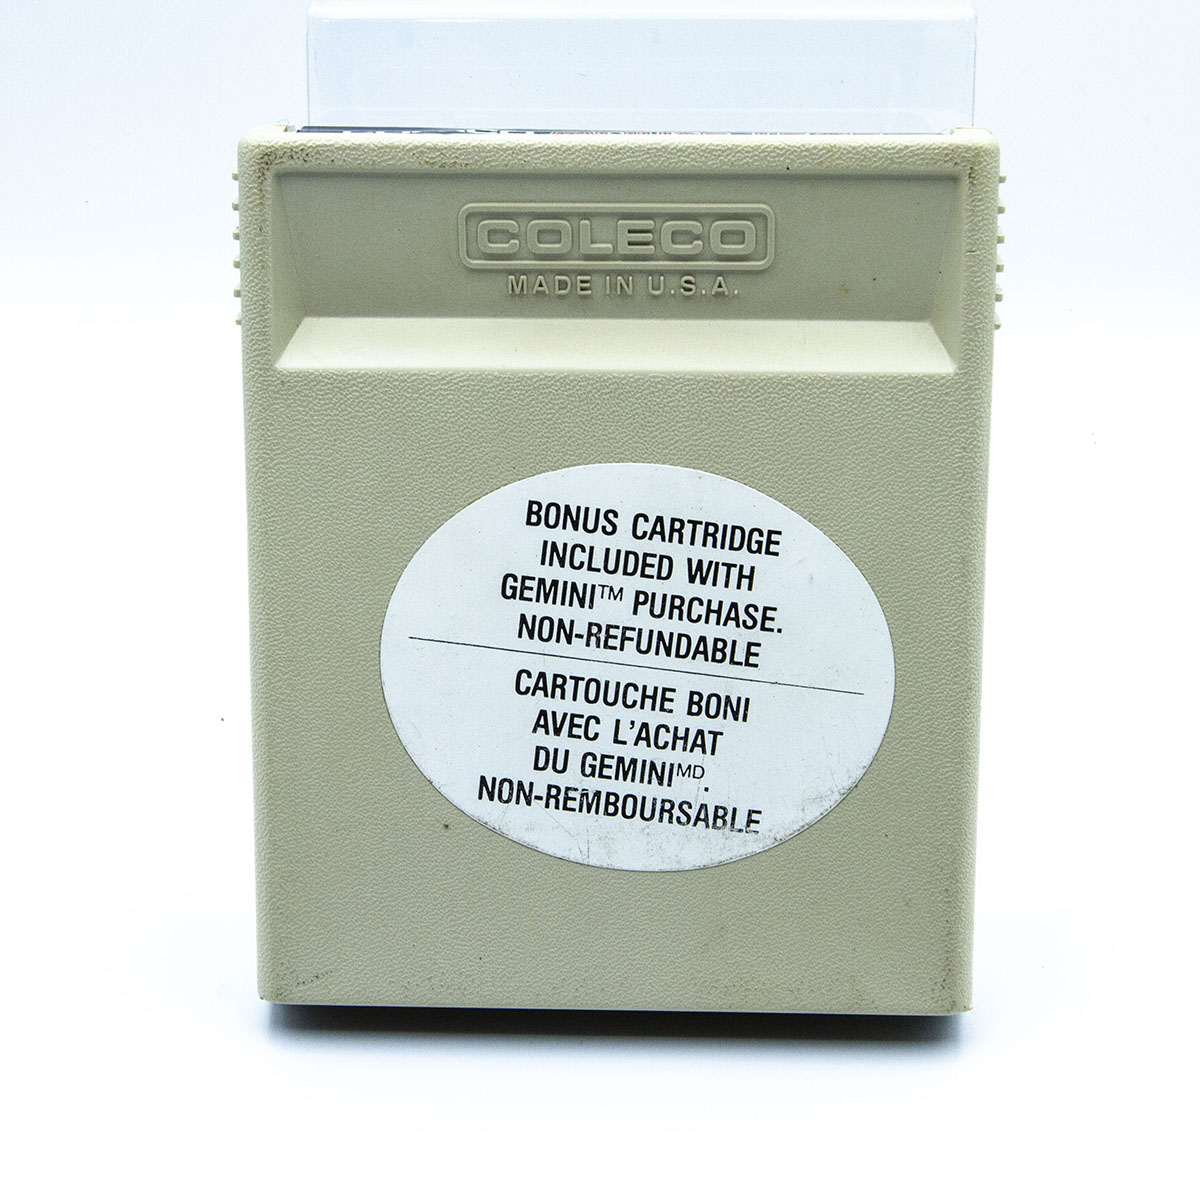 COLECO
MADE IN U.S.A.
BONUS CARTRIDGE
INCLUDED WITH
GEMINI™ PURCHASE.
NON-REFUNDABLE
CARTOUCHE BONI
AVEC L'ACHAT
DU GEMINIᴹᴰ.
NON-REMBOURSABLE